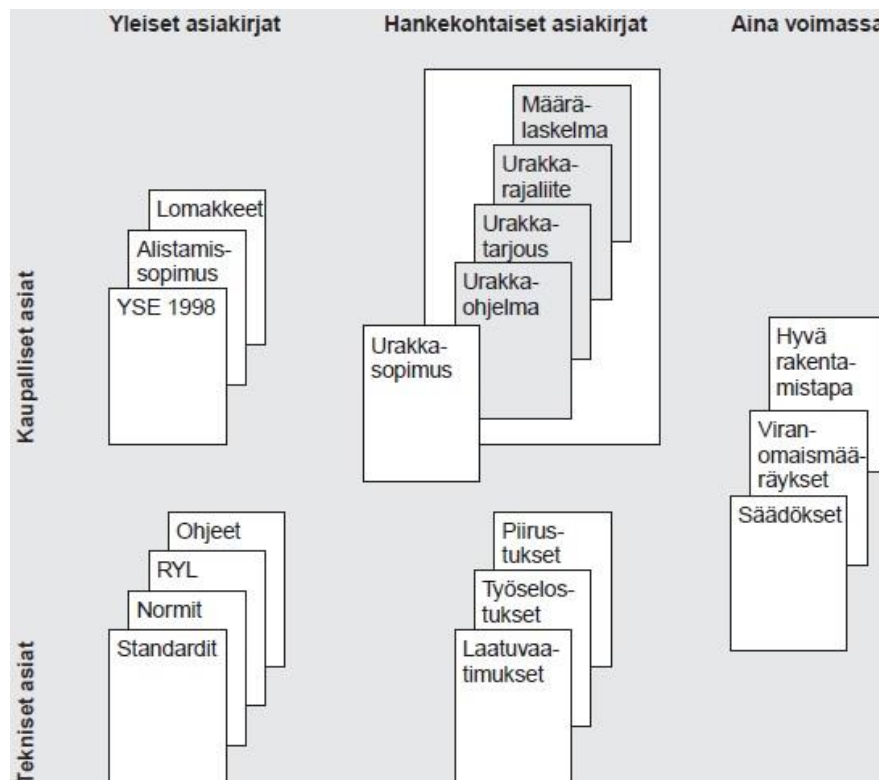 Yleiset asiakirjat
Hankekohtaiset asiakirjat
Aina voimassa
Kaupalliset asiat
Lomakkeet
Alistamis-
sopimus
YSE 1998
Määrä-
laskelma
Urakka-
rajaliite
Urakka-
tarjous
Urakka-
ohjelma
Urakka-
sopimus
Hyvä
rakenta-
mistapa
Viran-
omaismää-
räykset
Säädökset
Tekniset asiat
Ohjeet
RYL
Normit
Standardit
Piirus-
tukset
Työselos-
tukset
Laatuvaa-
timukset